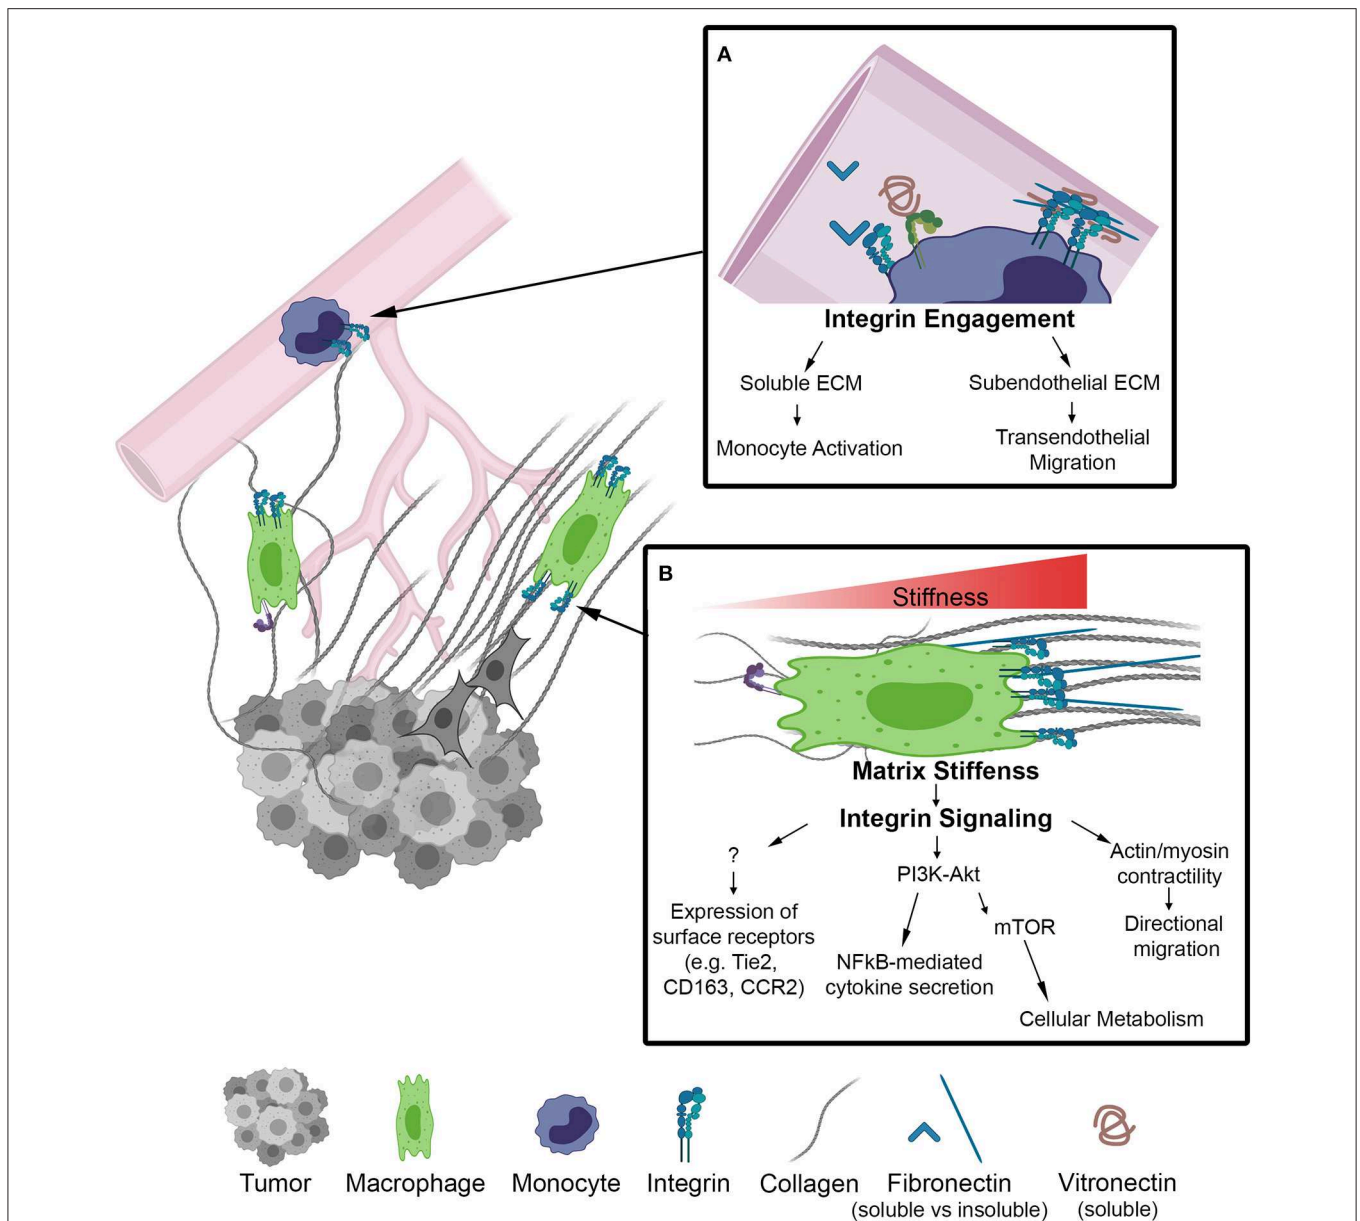 A
Integrin Engagement
Soluble ECM
Monocyte Activation
Subendothelial ECM
Transendothelial
Migration
B
Stiffness
Matrix Stiffenss
Integrin Signaling
?
Expression of
surface receptors
(e.g. Tie2,
CD163, CCR2)
PI3K-Akt
NFkB-mediated
cytokine secretion
mTOR
Cellular Metabolism
Actin/myosin
contractility
Directional
migration
Tumor
Macrophage
Monocyte
Integrin
Collagen
Fibronectin
(soluble vs insoluble)
Vitronectin
(soluble)